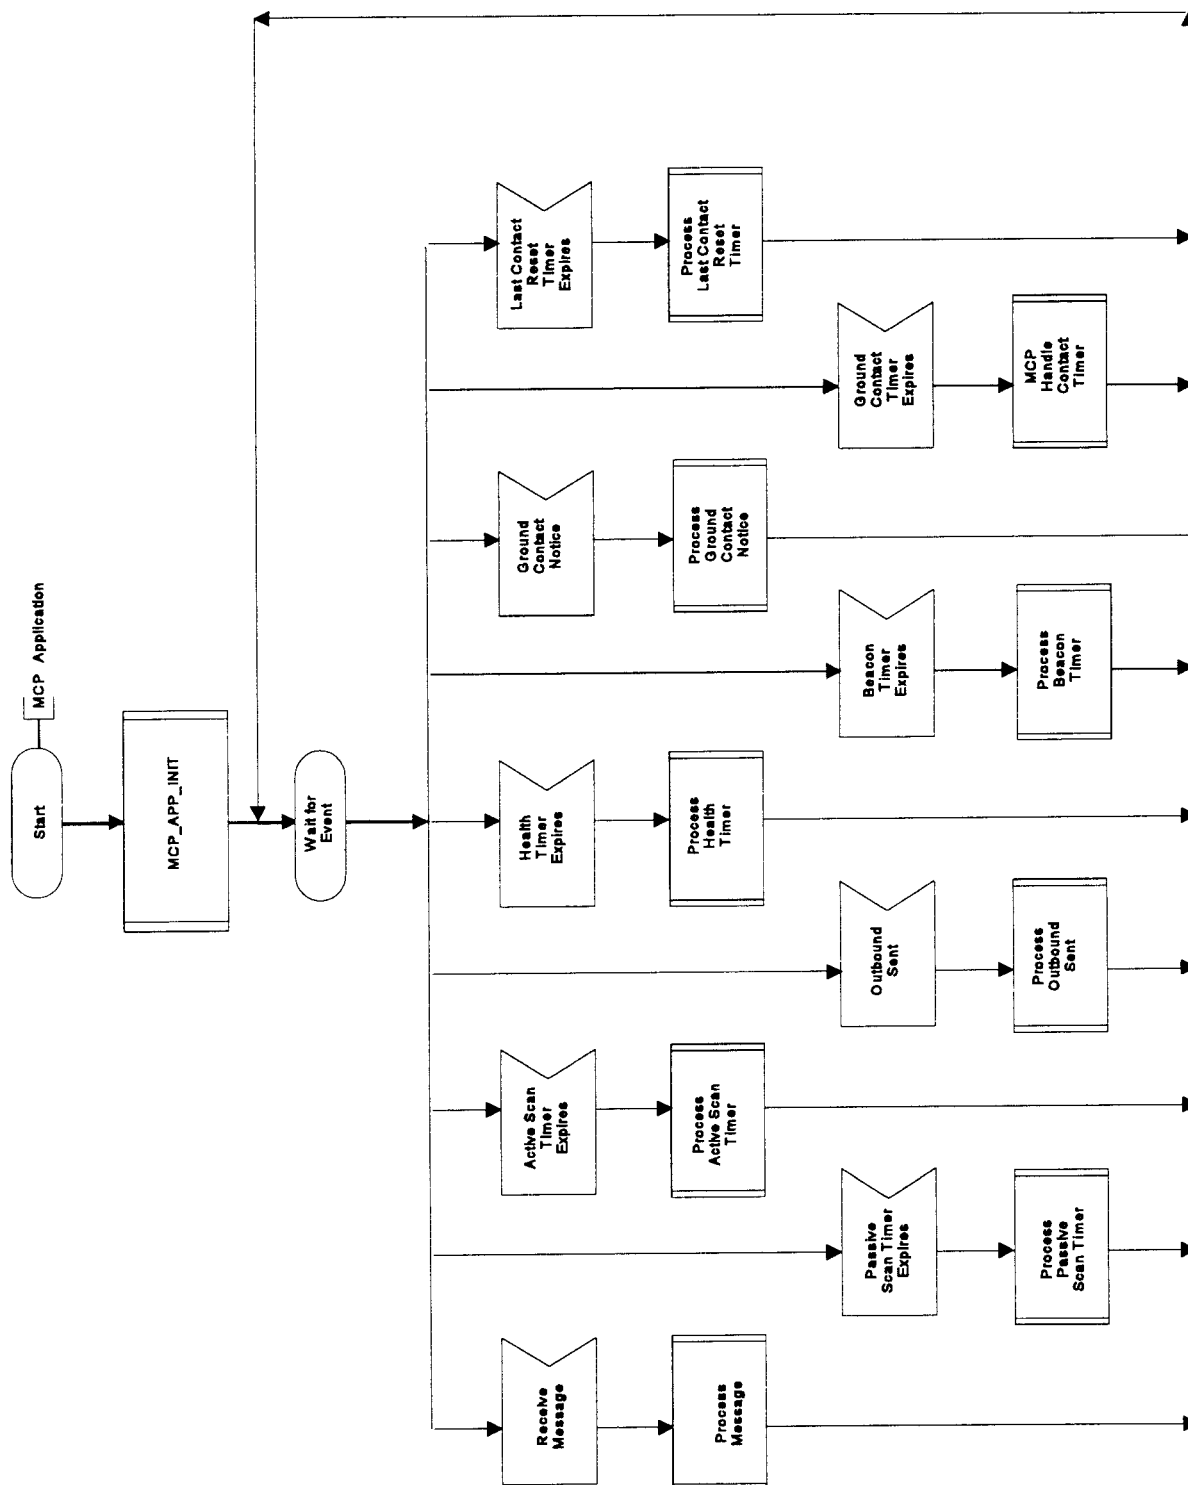 Start
MCP Application
MCP_APP_INIT
Wait for
Event
Receive
Message
Process
Message
Passive
Scan Timer
Expires
Process
Passive
Scan Timer
Active Scan
Timer
Expires
Process
Active Scan
Timer
Outbound
Sent
Process
Outbound
Sent
Health
Timer
Expires
Process
Health
Timer
Beacon
Timer
Expires
Process
Beacon
Timer
Ground
Contact
Notice
Process
Ground
Contact
Notice
Ground
Contact
Timer
Expires
MCP
Handle
Contact
Timer
Last Contact
Reset
Timer
Expires
Process
Last Contact
Reset
Timer